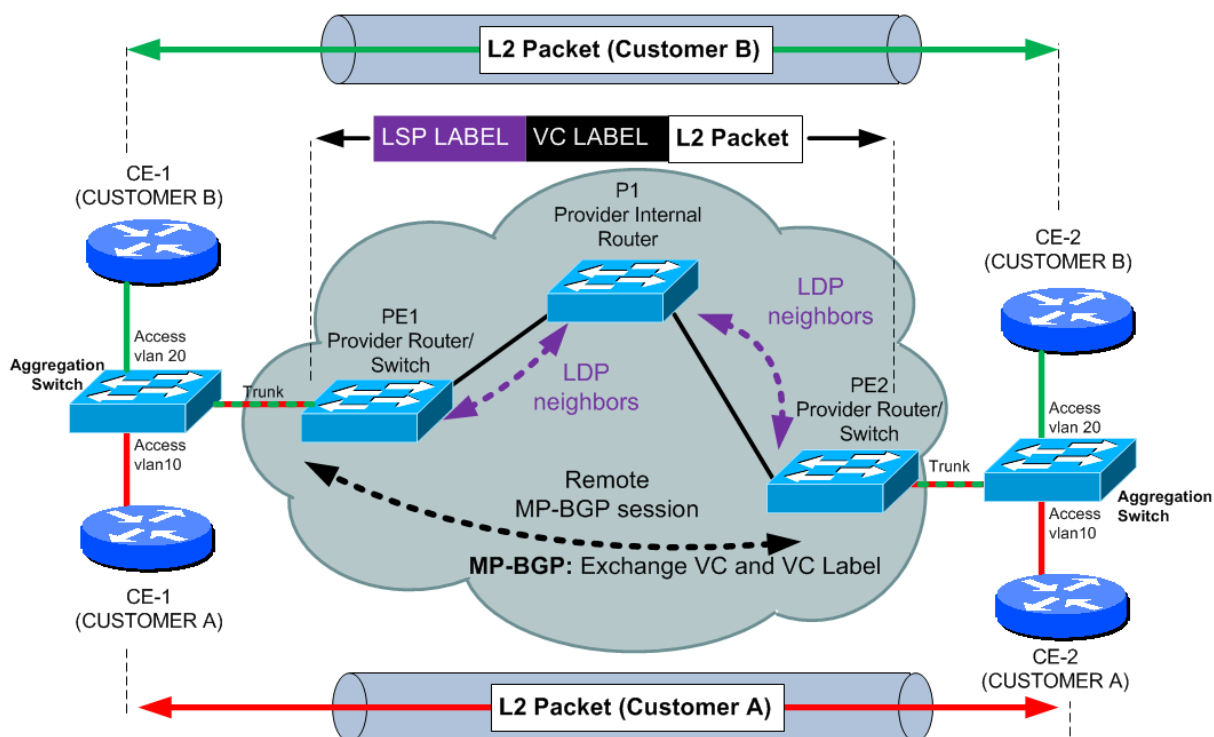 L2 Packet (Customer B)
LSP LABEL VC LABEL L2 Packet
CE-1
(CUSTOMER B)
P1
Provider Internal
Router
CE-2
(CUSTOMER B)
LDP
neighbors
PE1
Provider Router/
Switch
LDP
neighbors
Access
vlan 20
Aggregation
Switch
Trunk
Access
vlan10
PE2
Provider Router/
Switch
Access
vlan 20
Trunk
Aggregation
Switch
Access
vlan10
Remote
MP-BGP session
MP-BGP: Exchange VC and VC Label
CE-1
(CUSTOMER A)
CE-2
(CUSTOMER A)
L2 Packet (Customer A)